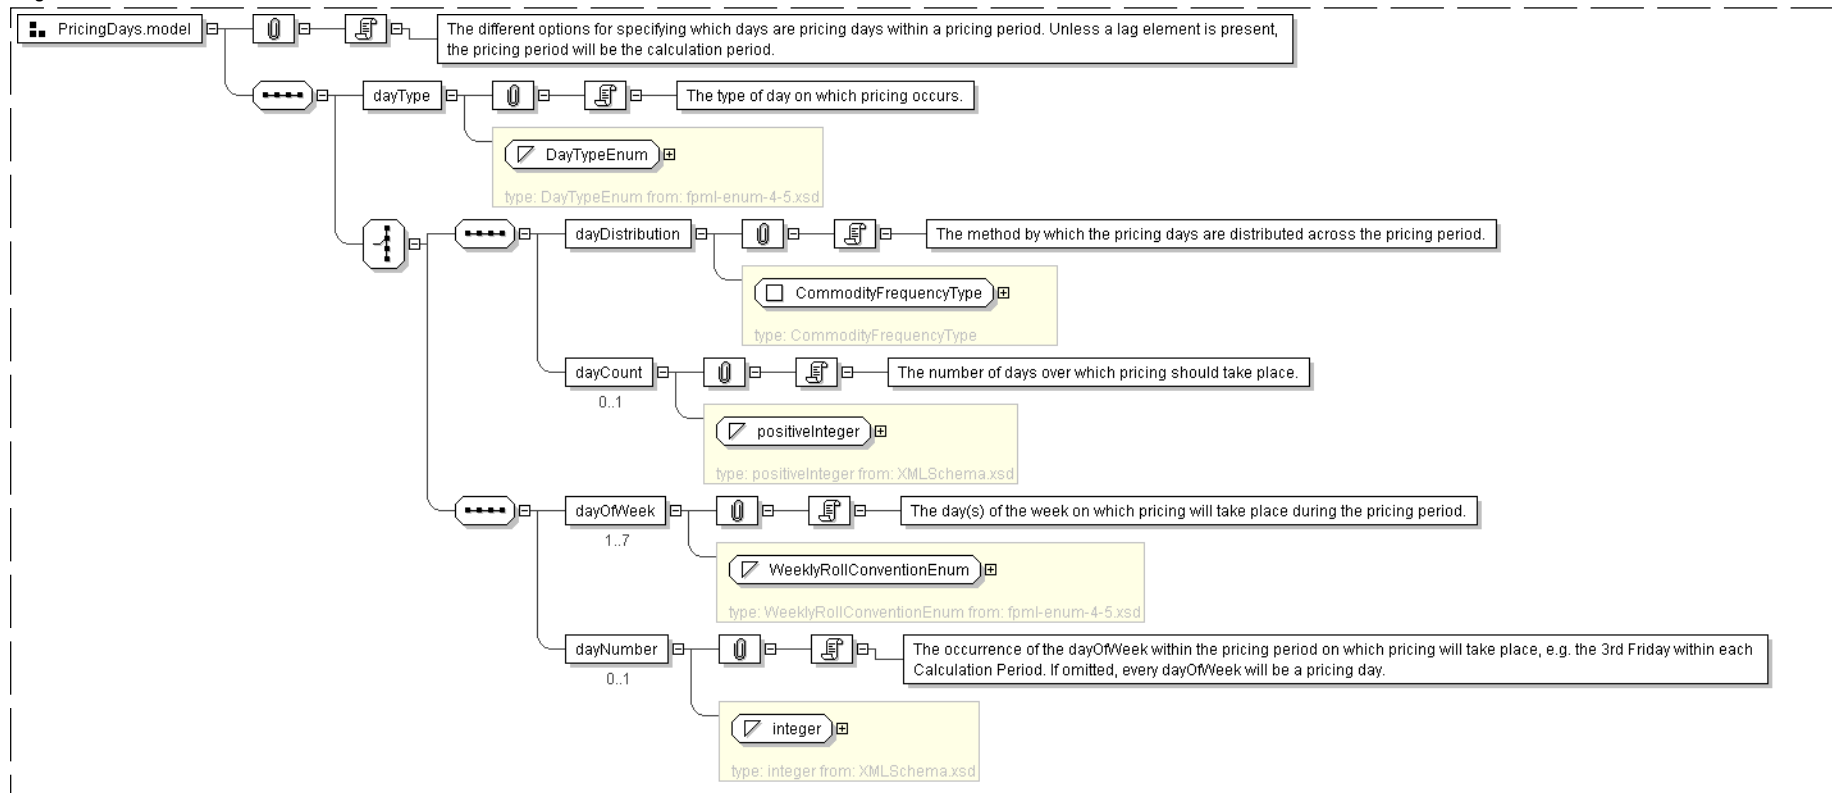 PricingDays.model
The different options for specifying which days are pricing days within a pricing period. Unless a lag element is present,
the pricing period will be the calculation period.
dayType
The type of day on which pricing occurs.
DayTypeEnum
type: DayTypeEnum from: fpml-enum-4-5.xsd
dayDistribution
The method by which the pricing days are distributed across the pricing period.
CommodityFrequencyType
type: CommodityFrequencyType
dayCount
The number of days over which pricing should take place.
0..1
positiveInteger
type: positiveInteger from: XMLSchema.xsd
dayOfWeek
The day(s) of the week on which pricing will take place during the pricing period.
1..7
WeeklyRollConventionEnum
type: WeeklyRollConventionEnum from: fpml-enum-4-5.xsd
dayNumber
The occurrence of the dayOfWeek within the pricing period on which pricing will take place, e.g. the 3rd Friday within each
Calculation Period. If omitted, every dayOfWeek will be a pricing day.
0..1
integer
type: integer from: XMLSchema.xsd